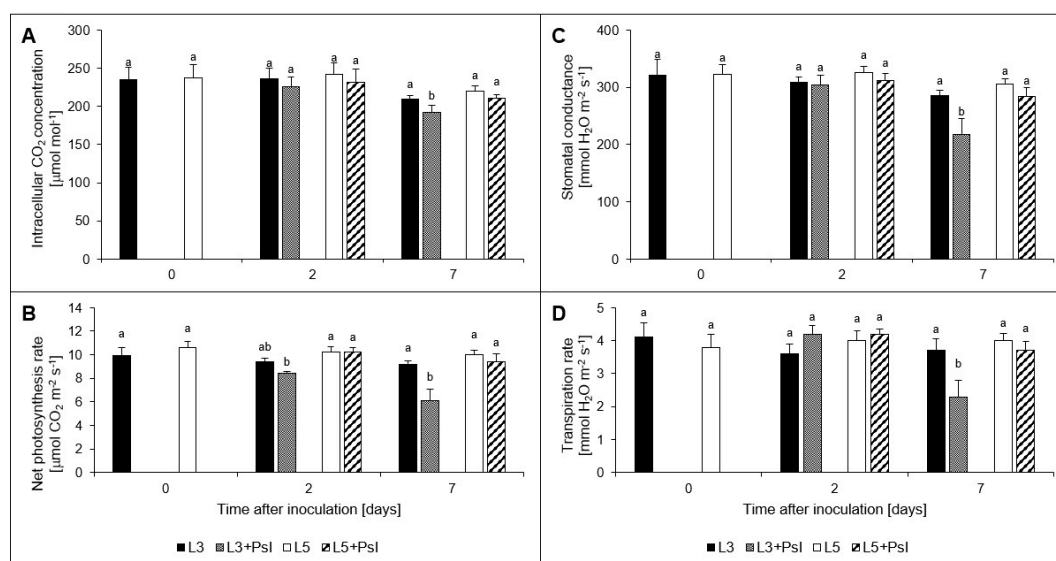 A
Intracellular CO₂ concentration
[µmol mol⁻¹]
300
250
200
150
100
50
0
a
a
a
a
a
a
a
b
a
a
0
2
7
B
Net photosynthesis rate
[µmol CO₂ m⁻² s⁻¹]
14
12
10
8
6
4
2
0
a
a
ab
b
a
a
a
b
a
a
0
2
7
Time after inoculation [days]
■L3 L3+PsI □L5 L5+PsI
C
Stomatal conductance
[mmol H₂O m⁻² s⁻¹]
400
300
200
300
0
a
a
a
a
a
a
a
b
a
a
0
2
7
D
Transpiration rate
[mmol H₂O m⁻² s⁻¹]
5
4
3
2
1
0
a
a
a
a
a
a
a
b
a
a
0
2
7
Time after inoculation [days]
■L3 L3+PsI □L5 L5+PsI